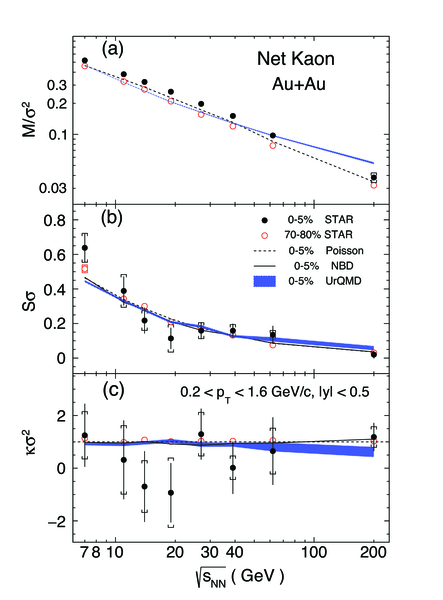 (a)
Net Kaon
Au+Au
M/σ²
0.3
0.2
0.1
0.03
(b)
0-5% STAR
70-80% STAR
0-5% Poisson
0-5% NBD
0-5% UrQMD
Sσ
0.8
0.6
0.4
0.2
0
(c)
0.2 < p_T < 1.6 GeV/c, |y| < 0.5
κσ²
2
1
0
−2
7 8 10 20 30 40 100 200
√s_NN ( GeV )